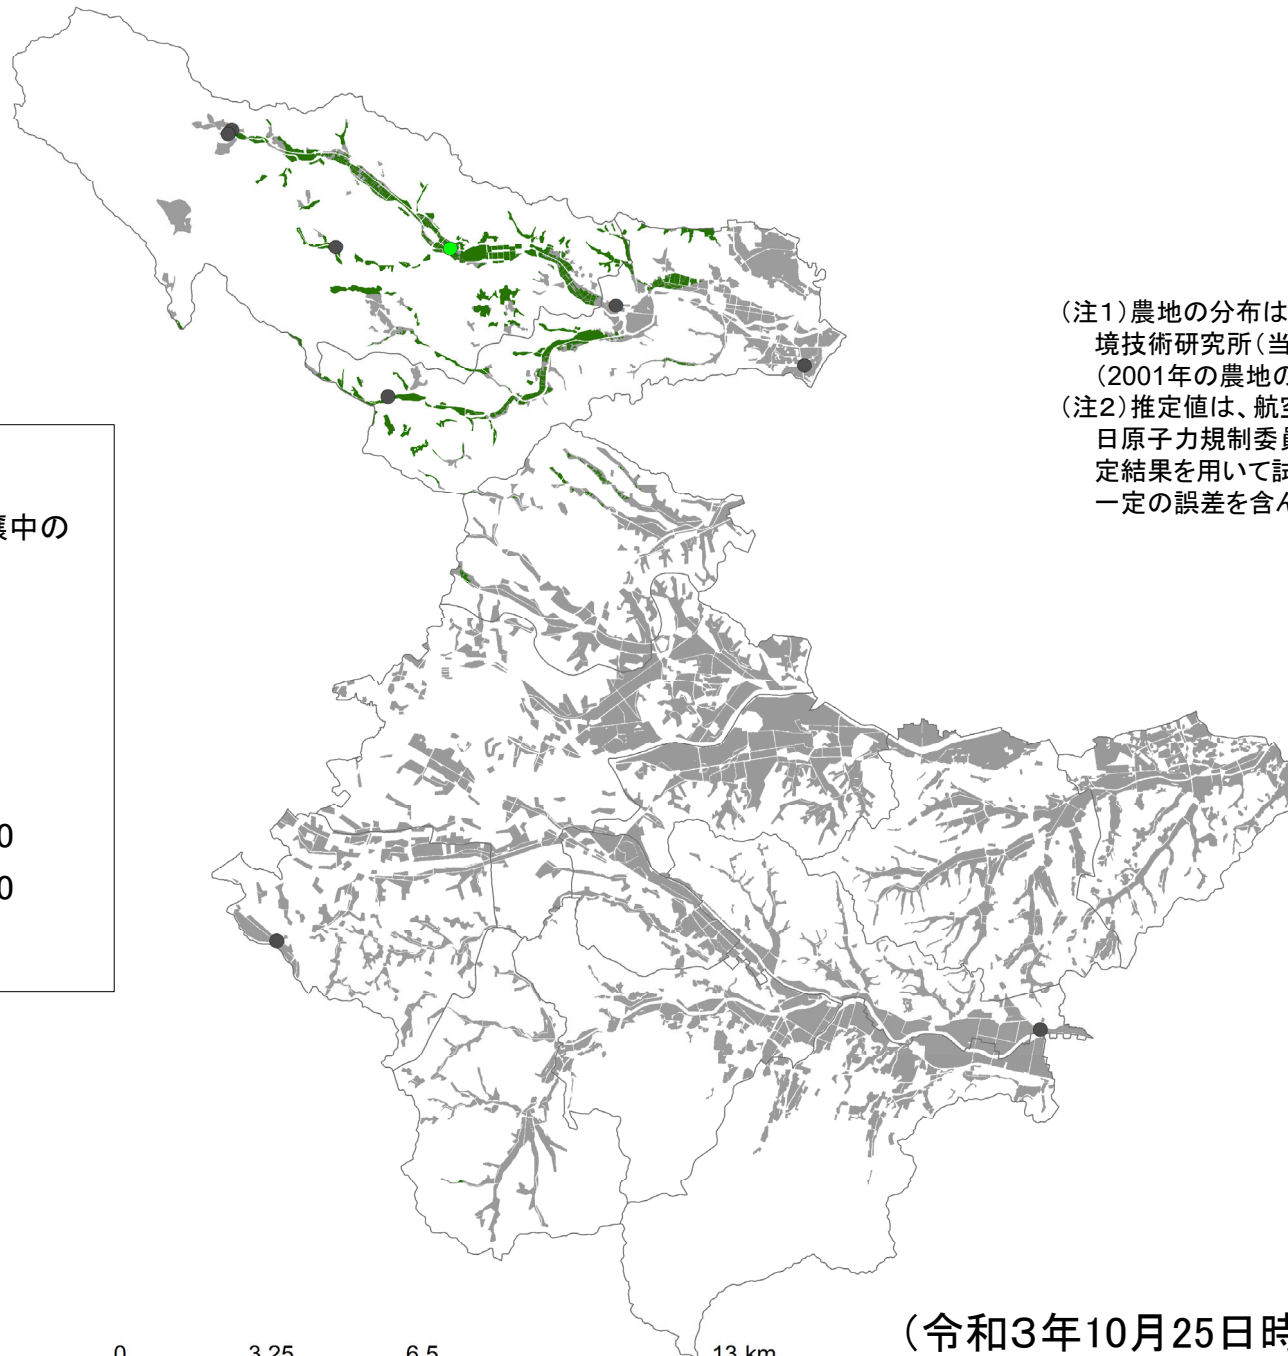 (注1)農地の分布は
境技術研究所(当
(2001年の農地の
(注2)推定値は、航空
日原子力規制委員
定結果を用いて試
一定の誤差を含ん
壌中の
0
0
0 3.25 6.5 13 km
(令和3年10月25日時